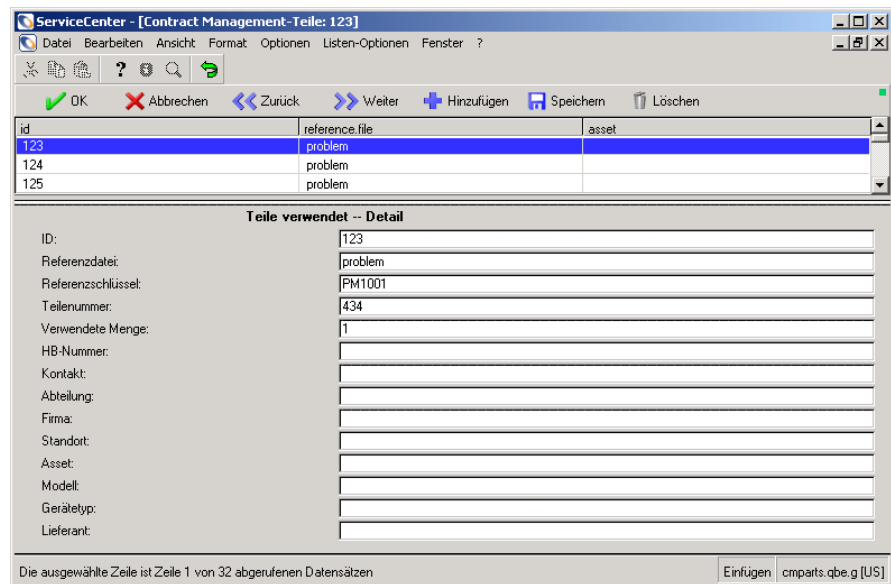 ServiceCenter - [Contract Management-Teile: 123]
Datei Bearbeiten Ansicht Format Optionen Listen-Optionen Fenster ?
OK Abbrechen Zurück Weiter Hinzufügen Speichern Löschen
id reference.file asset
123 problem
124 problem
125 problem
Teile verwendet -- Detail
ID: 123
Referenzdatei: problem
Referenzschlüssel: PM1001
Teilenummer: 434
Verwendete Menge: 1
HB-Nummer:
Kontakt:
Abteilung:
Firma:
Standort:
Asset:
Modell:
Gerätetyp:
Lieferant:
Die ausgewählte Zeile ist Zeile 1 von 32 abgerufenen Datensätzen Einfügen cmparts.qbe.g [US]